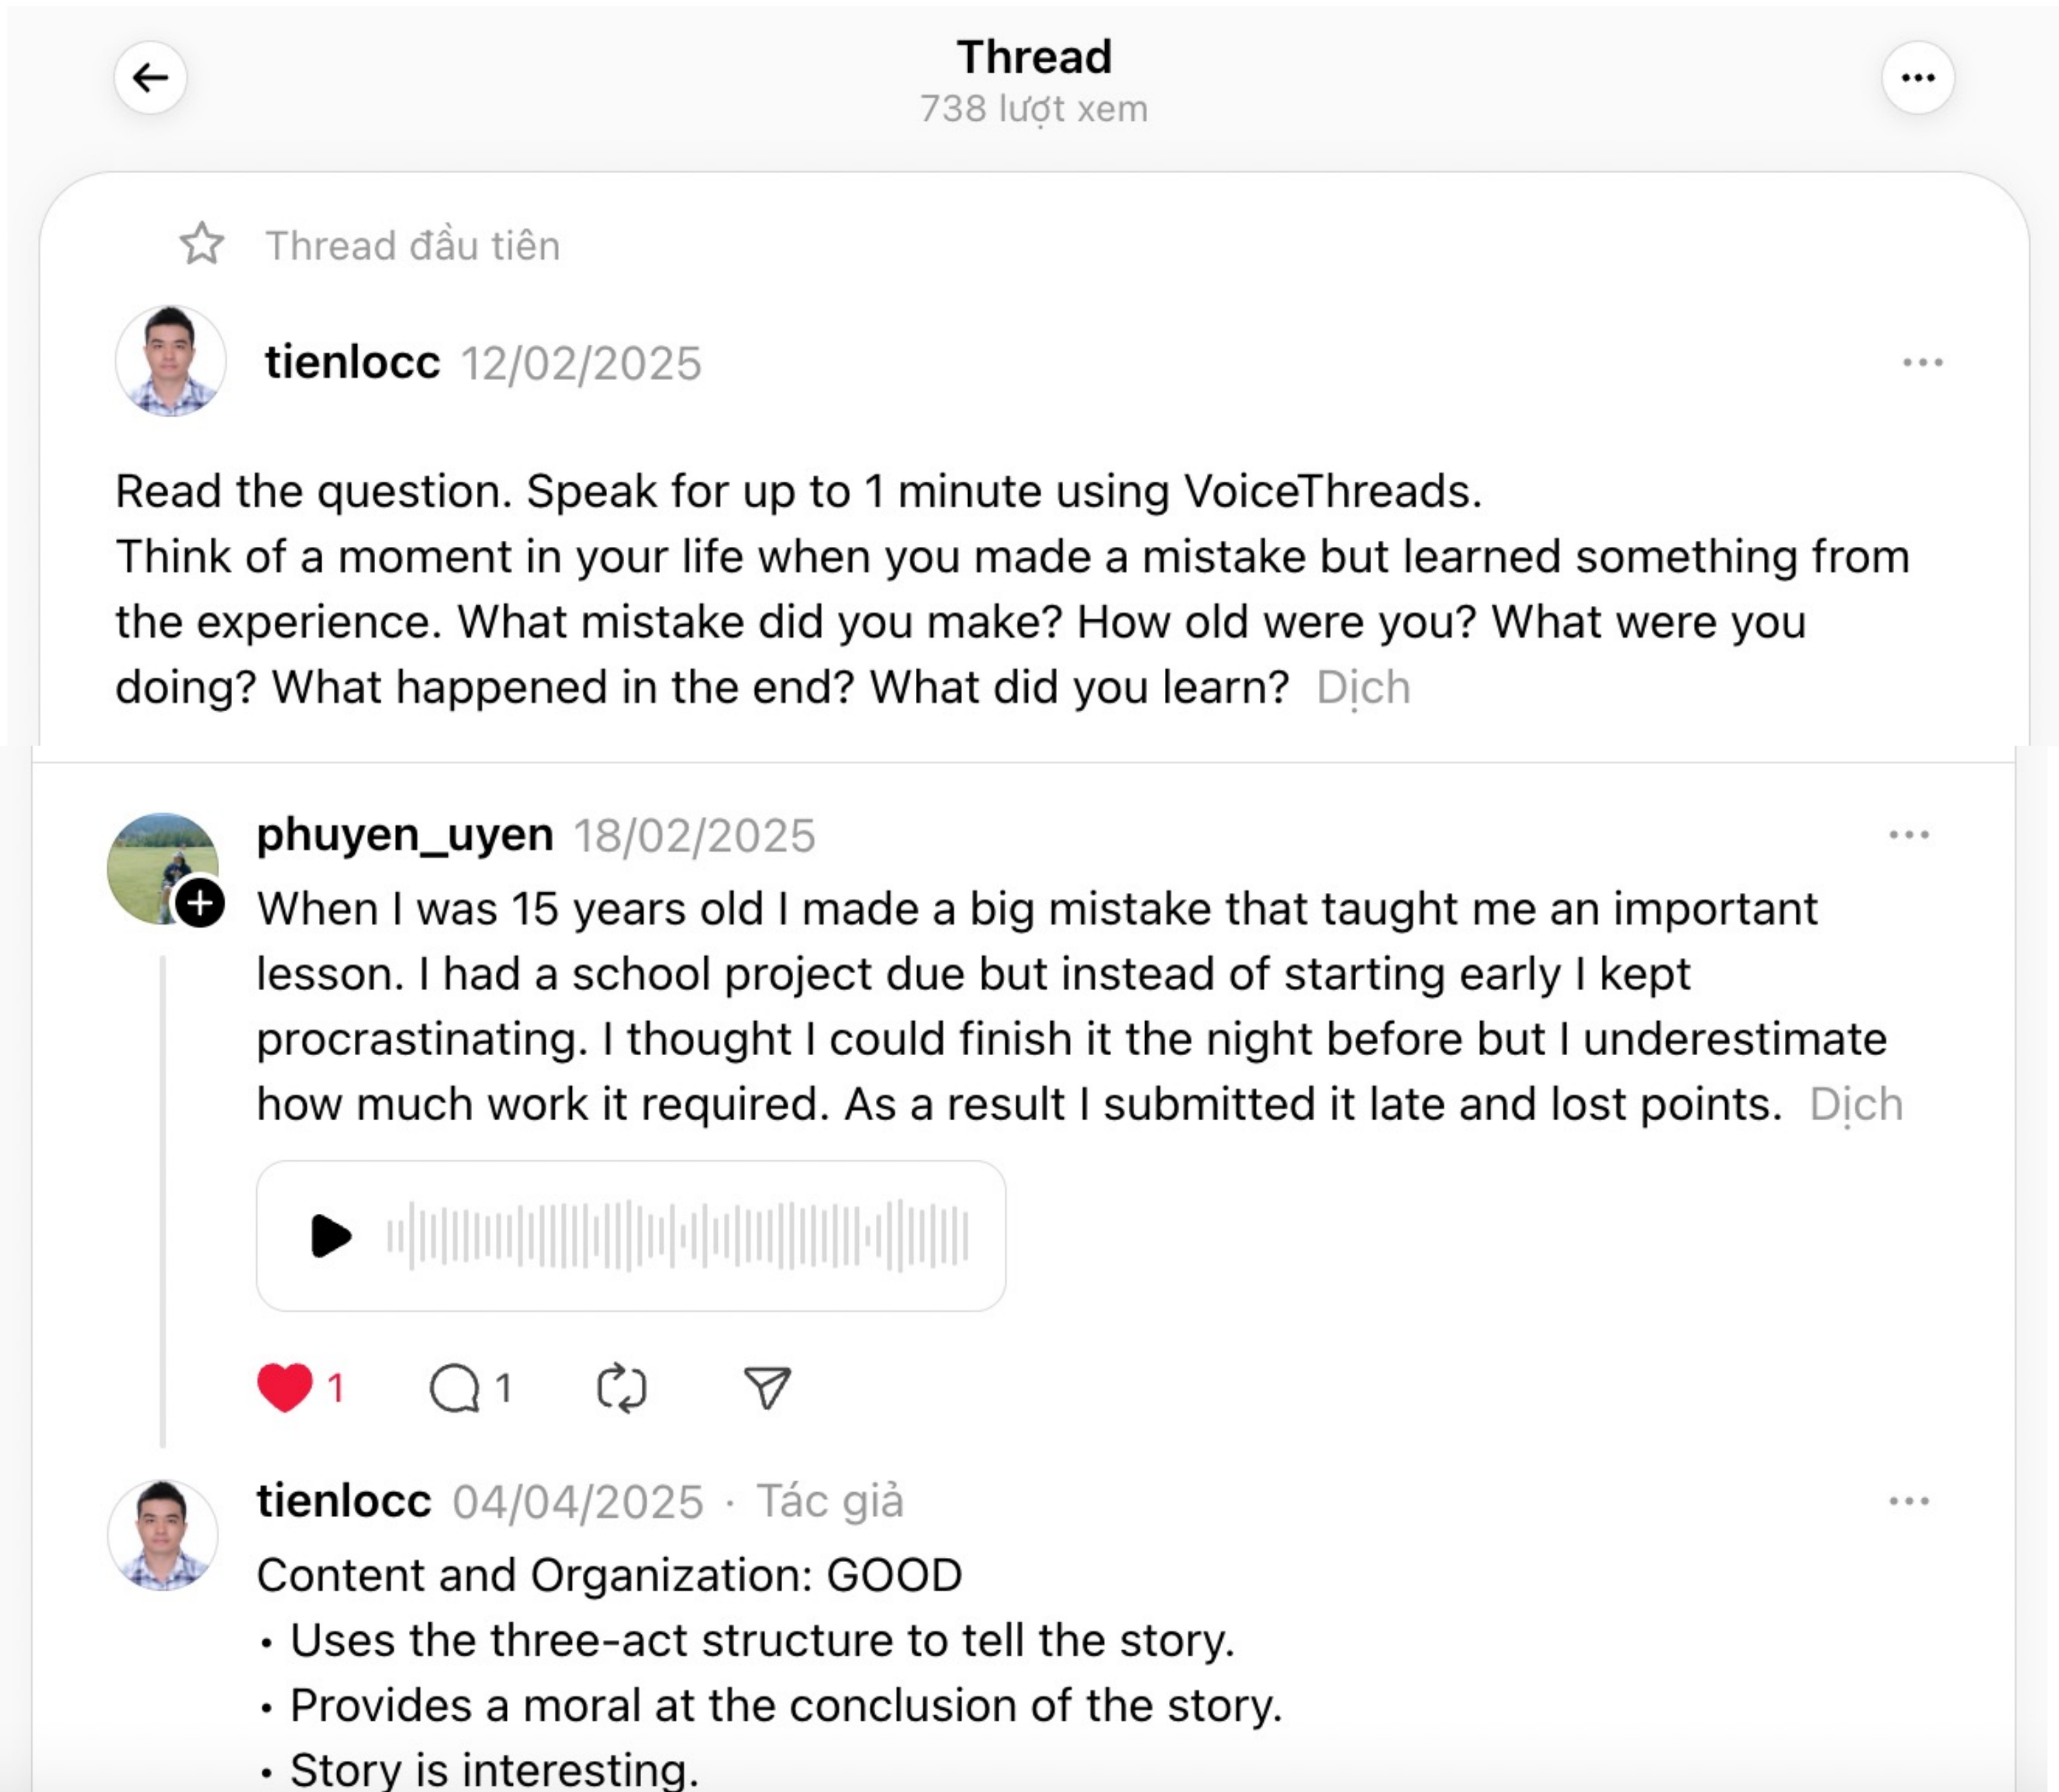 Thread
738 lượt xem
Thread đầu tiên
tienlocc 12/02/2025
Read the question. Speak for up to 1 minute using VoiceThreads.
Think of a moment in your life when you made a mistake but learned something from
the experience. What mistake did you make? How old were you? What were you
doing? What happened in the end? What did you learn? Dịch
phuyen_uyen 18/02/2025
When I was 15 years old I made a big mistake that taught me an important
lesson. I had a school project due but instead of starting early I kept
procrastinating. I thought I could finish it the night before but I underestimate
how much work it required. As a result I submitted it late and lost points. Dịch
1 1
tienlocc 04/04/2025 · Tác giả
Content and Organization: GOOD
• Uses the three-act structure to tell the story.
• Provides a moral at the conclusion of the story.
• Story is interesting.